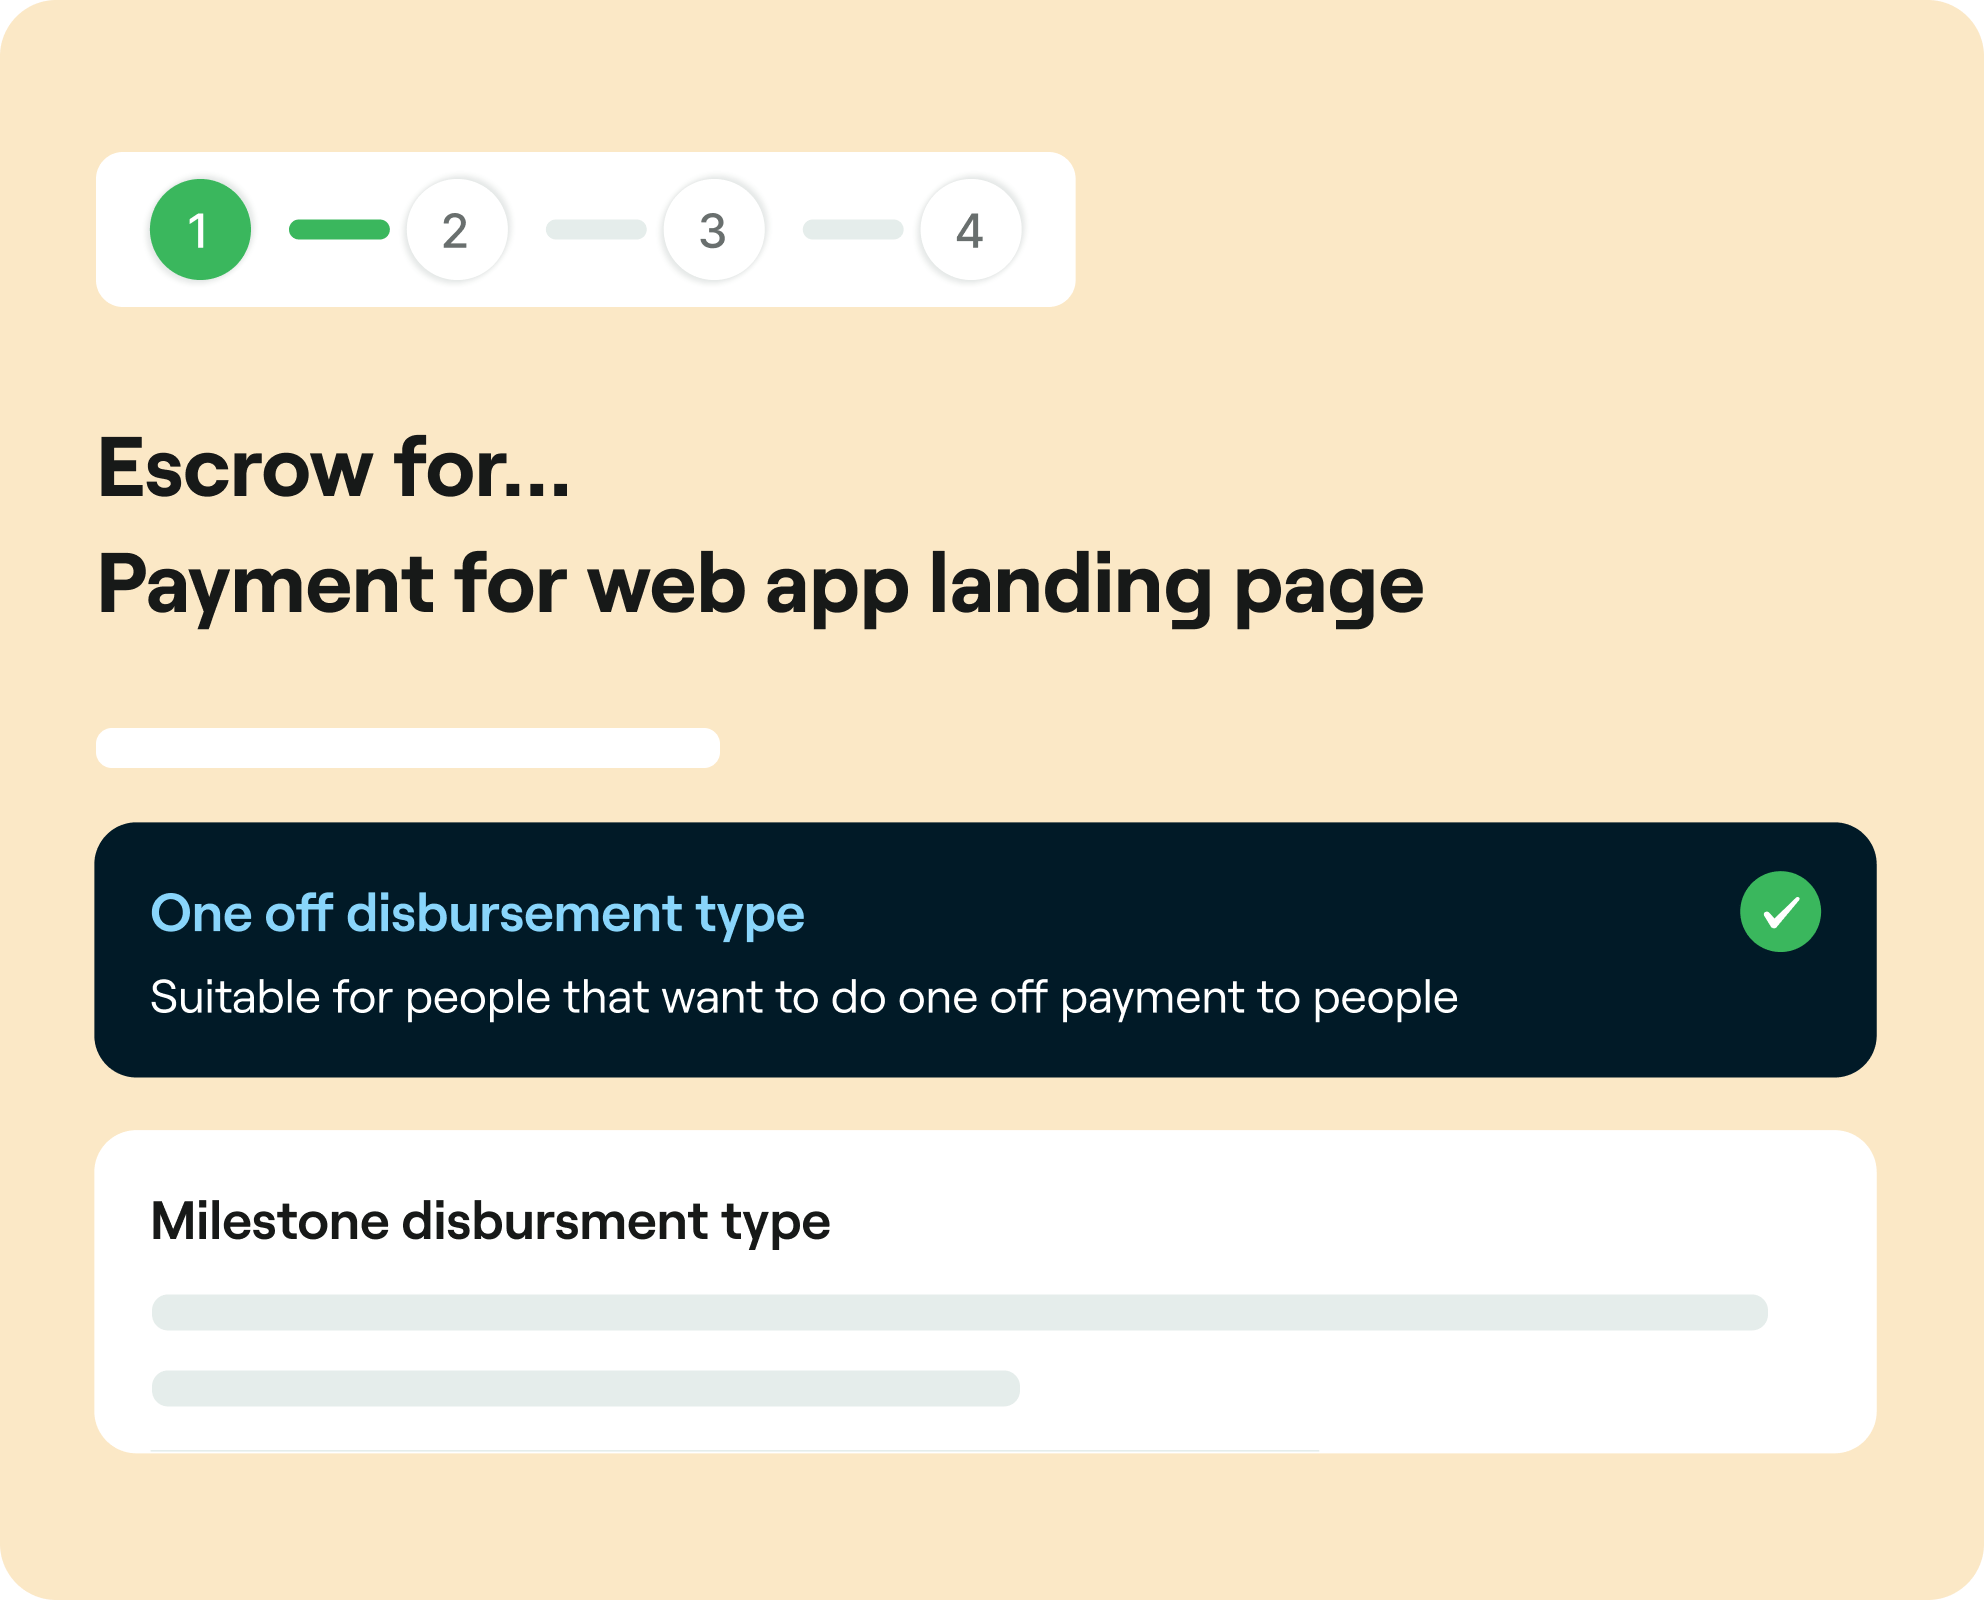 1 2 3 4
Escrow for...
Payment for web app landing page
One off disbursement type
Suitable for people that want to do one off payment to people
Milestone disbursment type